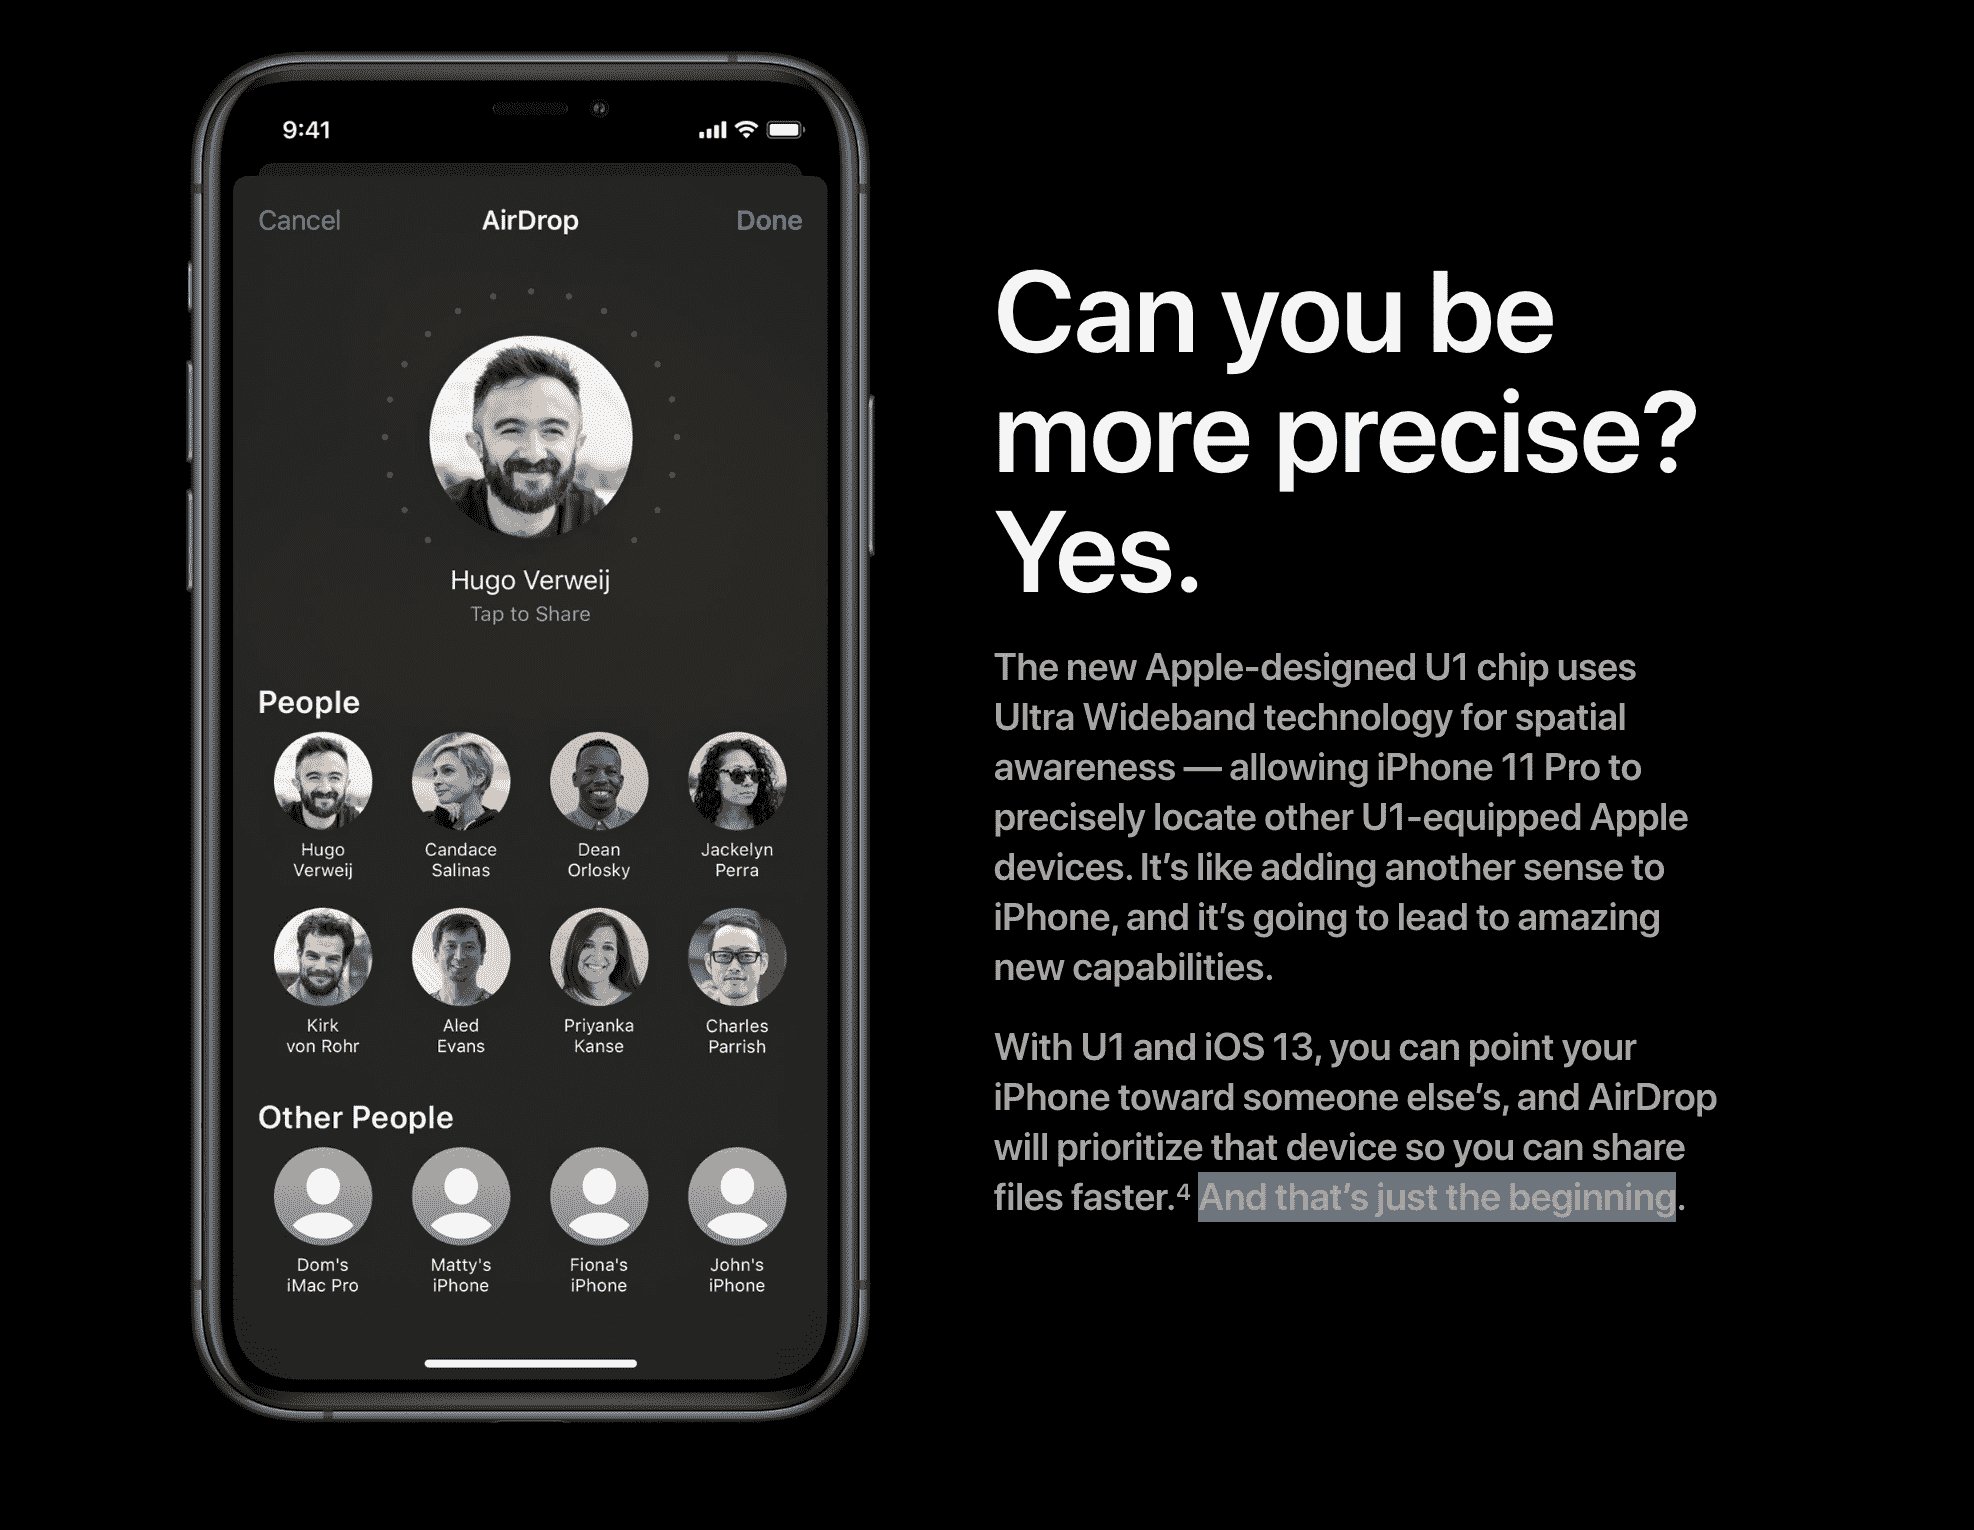 9:41
Cancel
AirDrop
Done
Hugo Verweij
Tap to Share
People
Hugo
Verweij
Candace
Salinas
Dean
Orlosky
Jackelyn
Perra
Kirk
von Rohr
Aled
Evans
Priyanka
Kanse
Charles
Parrish
Other People
Dom's
iMac Pro
Matty's
iPhone
Fiona's
iPhone
John's
iPhone
Can you be
more precise?
Yes.
The new Apple-designed U1 chip uses
Ultra Wideband technology for spatial
awareness — allowing iPhone 11 Pro to
precisely locate other U1-equipped Apple
devices. It’s like adding another sense to
iPhone, and it’s going to lead to amazing
new capabilities.
With U1 and iOS 13, you can point your
iPhone toward someone else’s, and AirDrop
will prioritize that device so you can share
files faster.⁴ And that’s just the beginning.